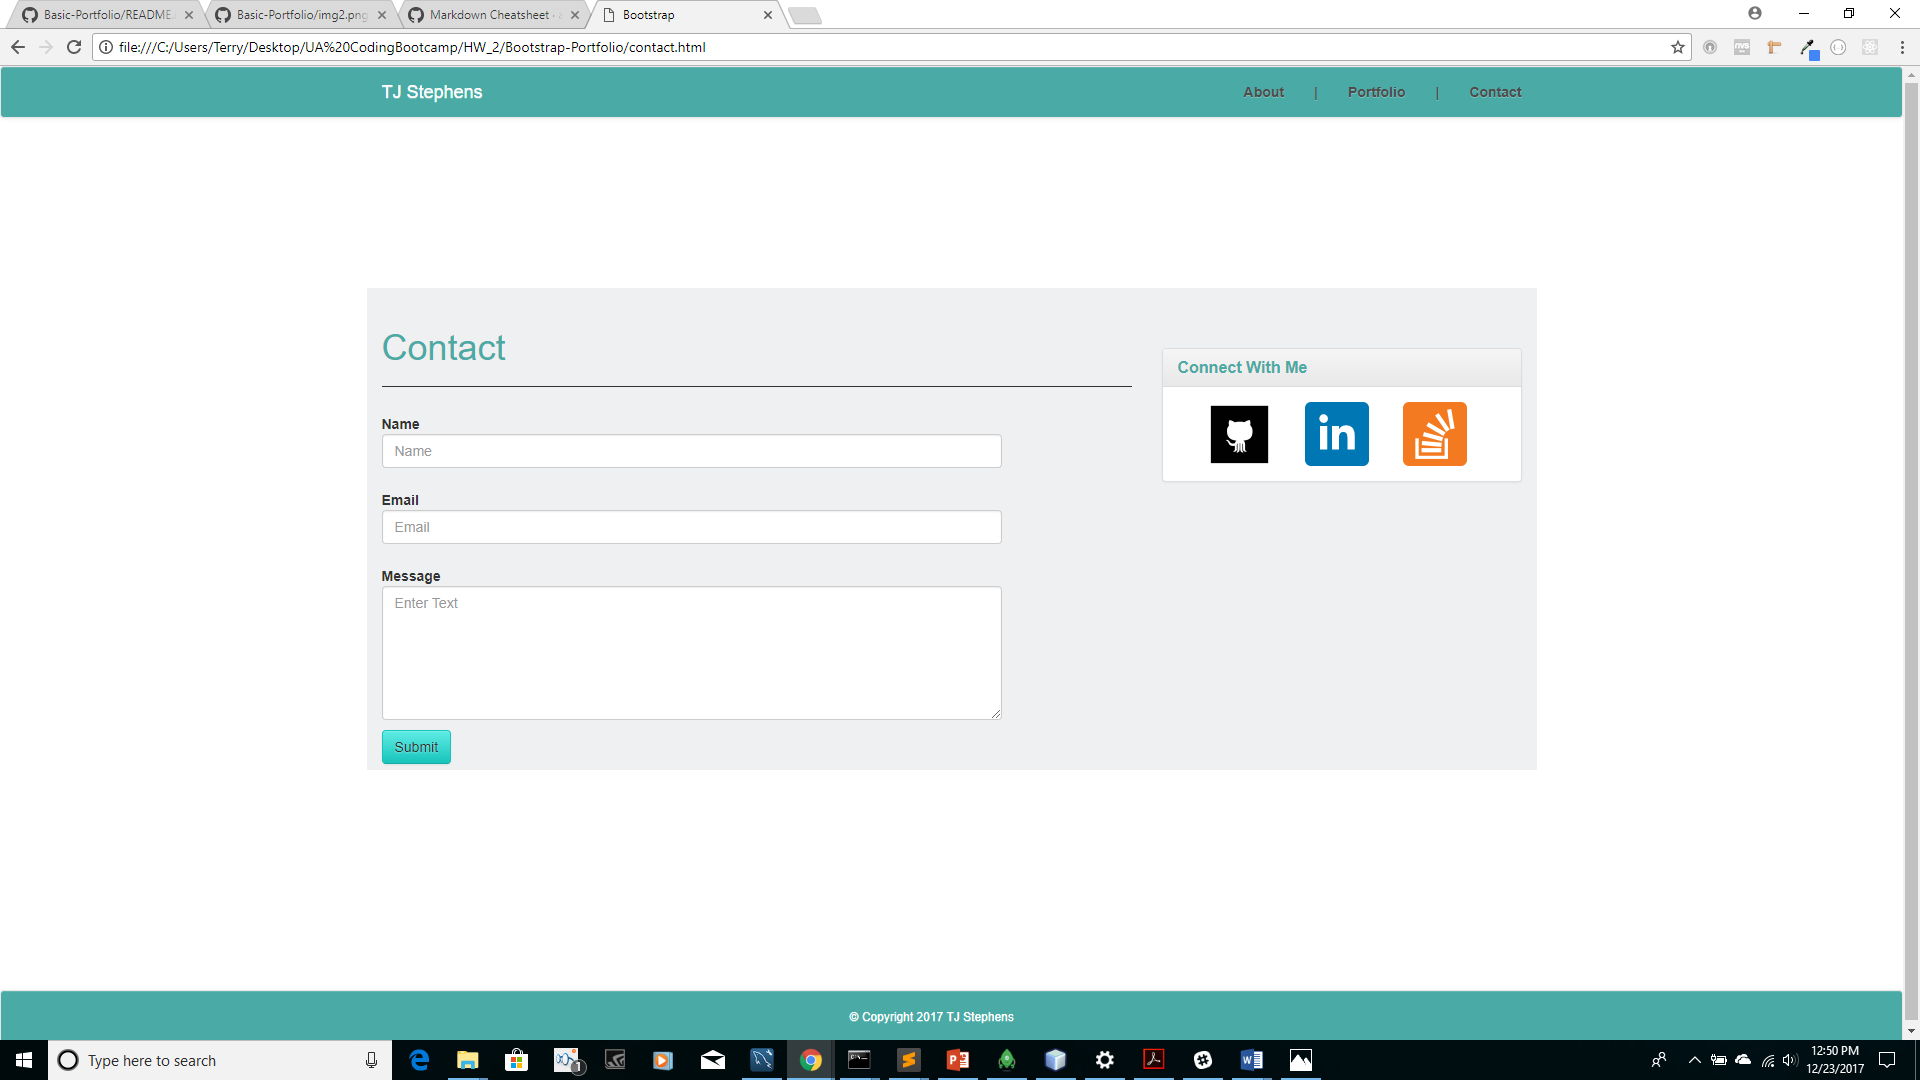 Basic-Portfolio/README.
Basic-Portfolio/img2.png
Markdown Cheatsheet
Bootstrap
file:///C:/Users/Terry/Desktop/UA%20CodingBootcamp/HW_2/Bootstrap-Portfolio/contact.html
TJ Stephens
About | Portfolio | Contact
Contact
Connect With Me
in
Name
Name
Email
Email
Message
Enter Text
Submit
© Copyright 2017 TJ Stephens
Type here to search
1
12:50 PM
12/23/2017